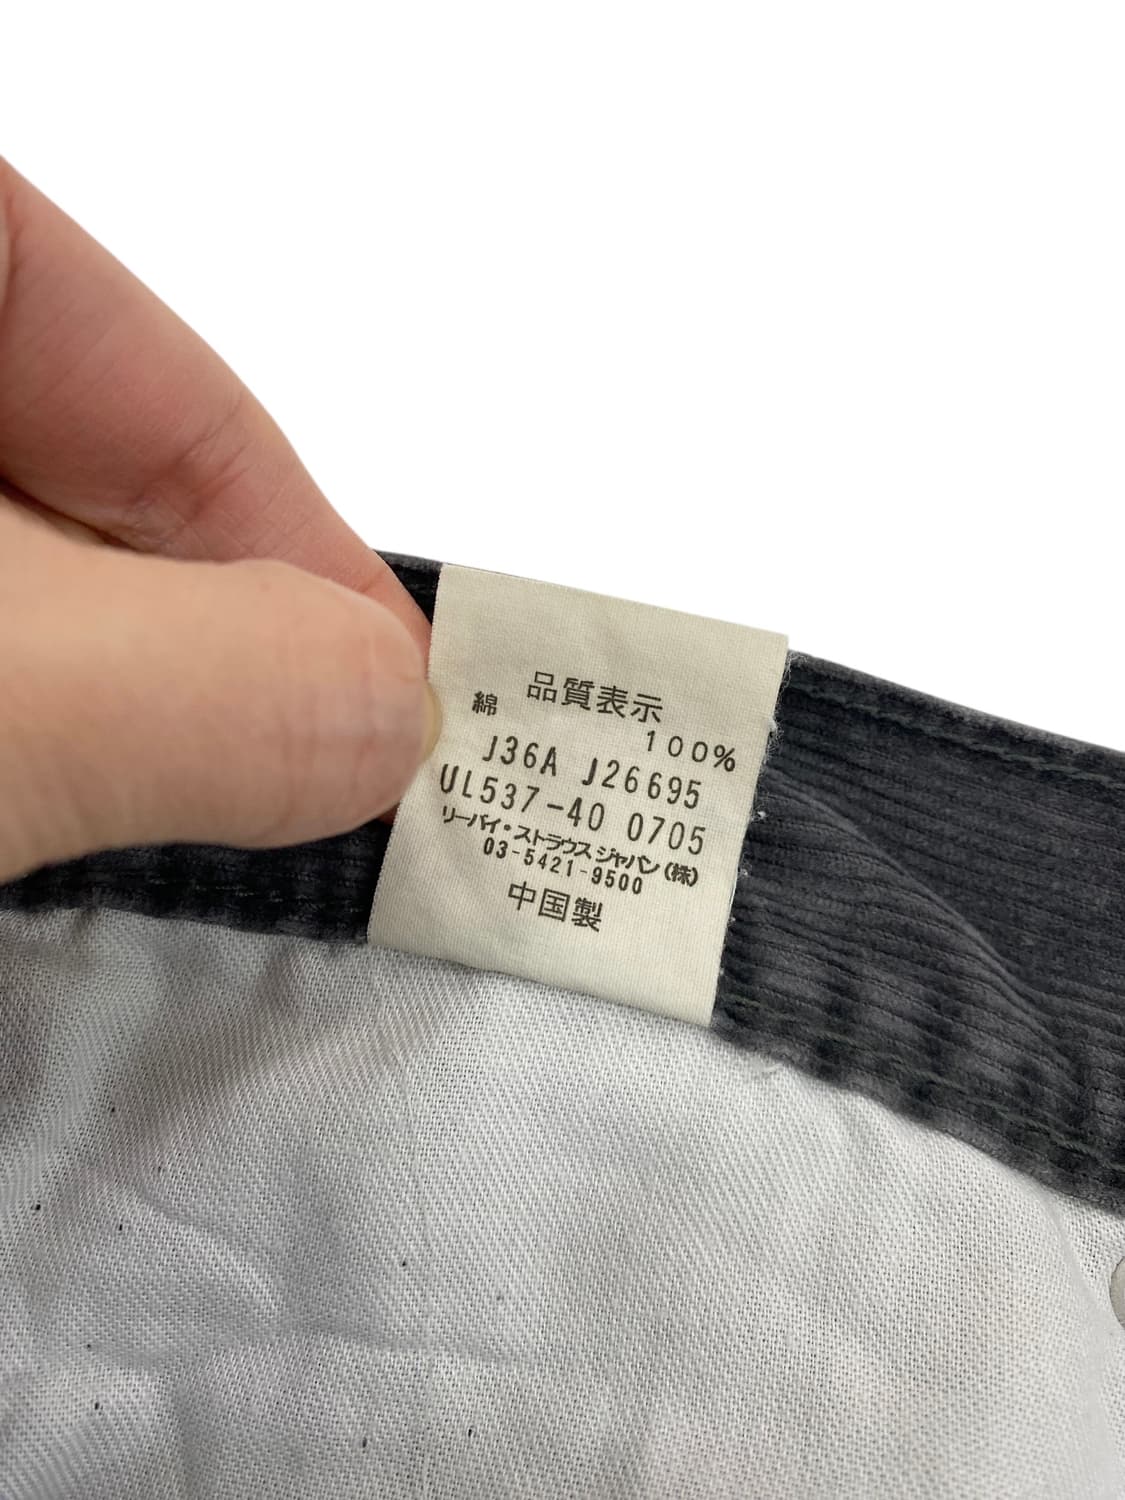 品質表示
綿 100%
J36A J26695
UL537-40 0705
リーバイ・ストラウス ジャパン(株)
03-5421-9500
中国製